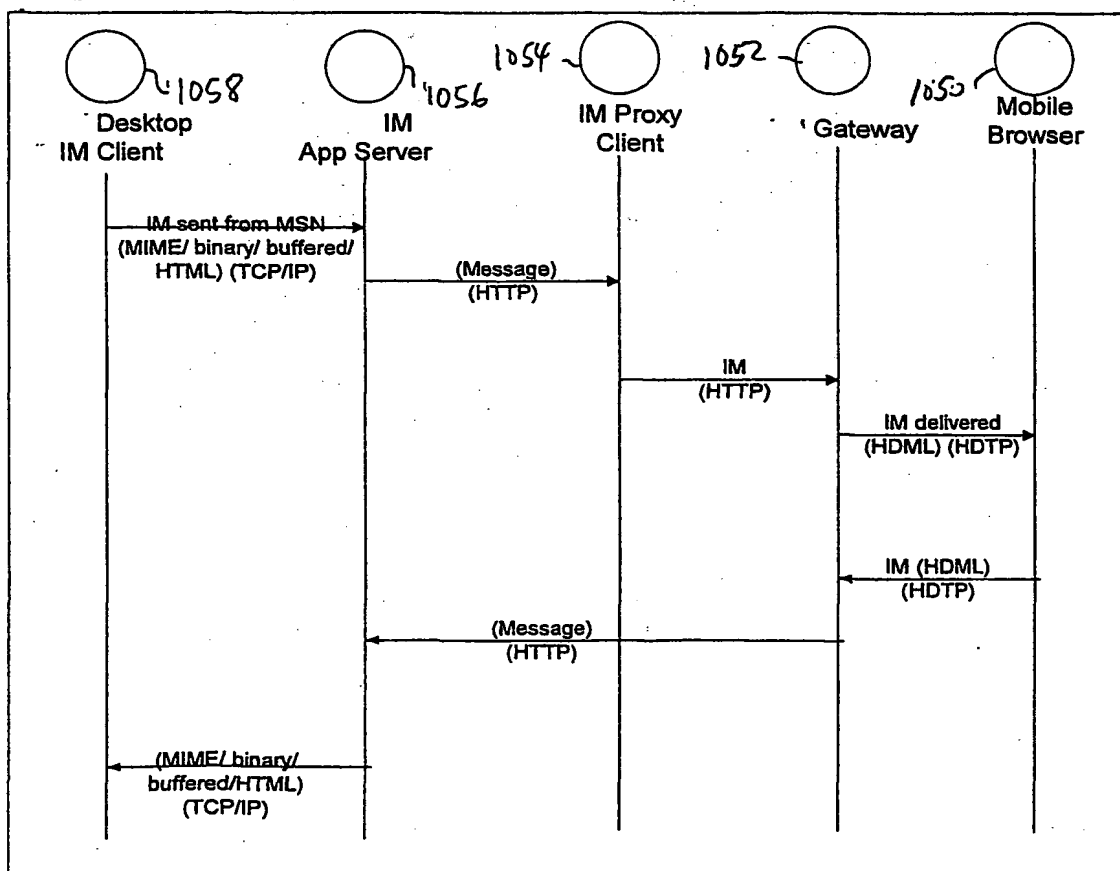 1058
1056
1054
1052
1050
Desktop
IM Client
IM
App Server
IM Proxy
Client
Gateway
Mobile
Browser
IM sent from MSN
(MIME/ binary/ buffered/
HTML) (TCP/IP)
(Message)
(HTTP)
IM
(HTTP)
IM delivered
(HDML) (HDTP)
IM (HDML)
(HDTP)
(Message)
(HTTP)
(MIME/ binary/
buffered/HTML)
(TCP/IP)